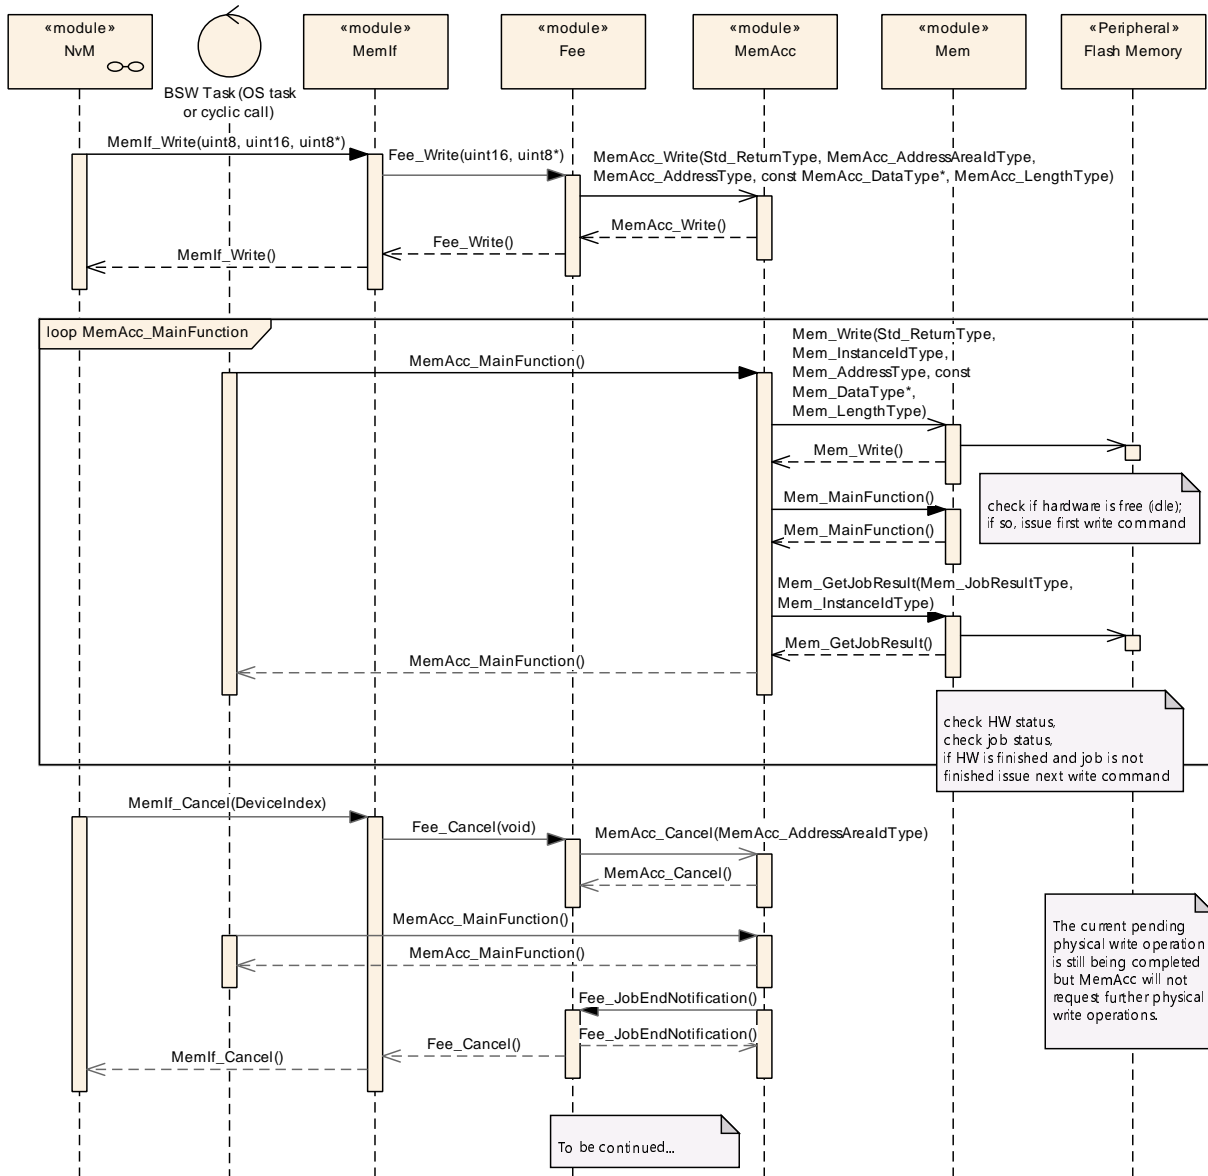 «module»
NvM
BSW Task (OS task
or cyclic call)
«module»
MemIf
«module»
Fee
«module»
MemAcc
«module»
Mem
«Peripheral»
Flash Memory
MemIf_Write(uint8, uint16, uint8*)
Fee_Write(uint16, uint8*)
MemAcc_Write(Std_ReturnType, MemAcc_AddressAreaIdType,
MemAcc_AddressType, const MemAcc_DataType*, MemAcc_LengthType)
MemAcc_Write()
Fee_Write()
MemIf_Write()
loop MemAcc_MainFunction
Mem_Write(Std_ReturnType,
Mem_InstanceIdType,
Mem_AddressType, const
Mem_DataType*,
Mem_LengthType)
MemAcc_MainFunction()
Mem_Write()
check if hardware is free (idle);
if so, issue first write command
Mem_MainFunction()
Mem_MainFunction()
Mem_GetJobResult(Mem_JobResultType,
Mem_InstanceIdType)
Mem_GetJobResult()
MemAcc_MainFunction()
check HW status,
check job status,
if HW is finished and job is not
finished issue next write command
MemIf_Cancel(DeviceIndex)
Fee_Cancel(void)
MemAcc_Cancel(MemAcc_AddressAreaIdType)
MemAcc_Cancel()
MemAcc_MainFunction()
MemAcc_MainFunction()
The current pending
physical write operation
is still being completed
but MemAcc will not
request further physical
write operations.
Fee_JobEndNotification()
Fee_JobEndNotification()
Fee_Cancel()
MemIf_Cancel()
To be continued...